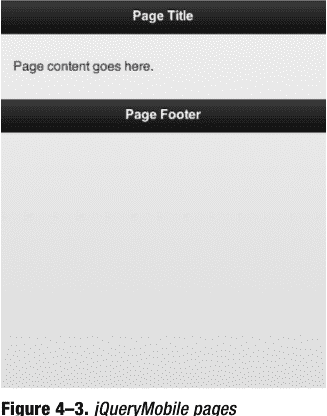 Page Title
Page content goes here.
Page Footer
Figure 4–3. jQueryMobile pages